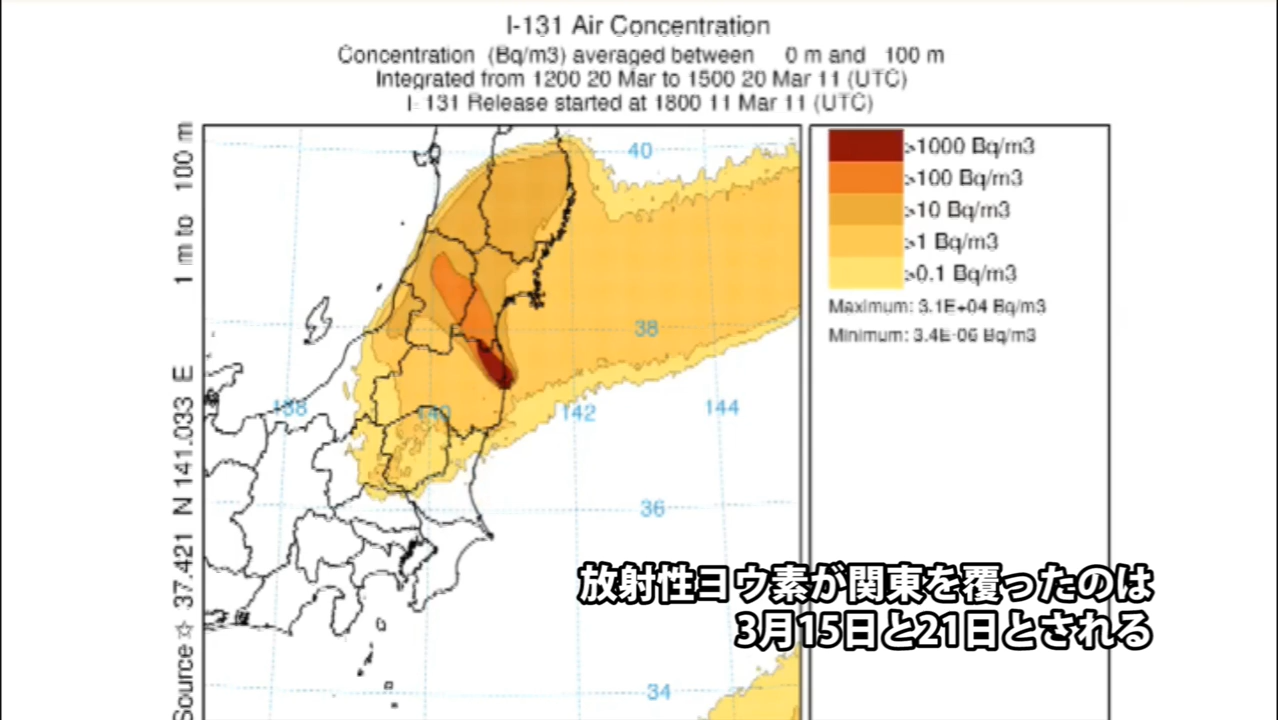 I-131 Air Concentration
Concentration (Bq/m3) averaged between 0 m and 100 m
Integrated from 1200 20 Mar to 1500 20 Mar 11 (UTC)
I-131 Release started at 1800 11 Mar 11 (UTC)
Source ☆ 37.421 N 141.033 E 1 m to 100 m
40
38
138
140
142
144
36
34
>1000 Bq/m3
>100 Bq/m3
>10 Bq/m3
>1 Bq/m3
>0.1 Bq/m3
Maximum: 3.1E+04 Bq/m3
Minimum: 3.4E-06 Bq/m3
放射性ヨウ素が関東を覆ったのは
3月15日と21日とされる